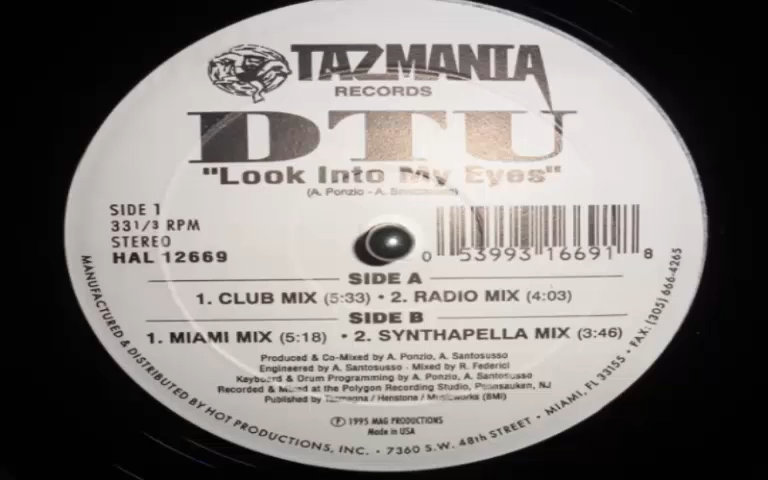 TAZMANIA
RECORDS
DTU
"Look Into My Eyes"
(A. Ponzio - A. Santosusso)
SIDE 1
33 1/3 RPM
STEREO
HAL 12669
0 53993 16691 8
SIDE A
1. CLUB MIX (5:33) • 2. RADIO MIX (4:03)
SIDE B
1. MIAMI MIX (5:18) • 2. SYNTHAPELLA MIX (3:46)
Produced & Co-Mixed by A. Ponzio, A. Santosusso
Engineered by A. Santosusso - Mixed by R. Federici
Keyboard & Drum Programming by A. Ponzio, A. Santosusso
Recorded & Mixed at the Polygon Recording Studio, Pennsauken, NJ
Published by / Henstone / Musicworks (BMI)
Ⓟ 1995 MAG PRODUCTIONS
Made in USA
MANUFACTURED & DISTRIBUTED BY HOT PRODUCTIONS, INC. • 7360 S.W. 48th STREET • MIAMI, FL 33155 • FAX: (305) 666-4265